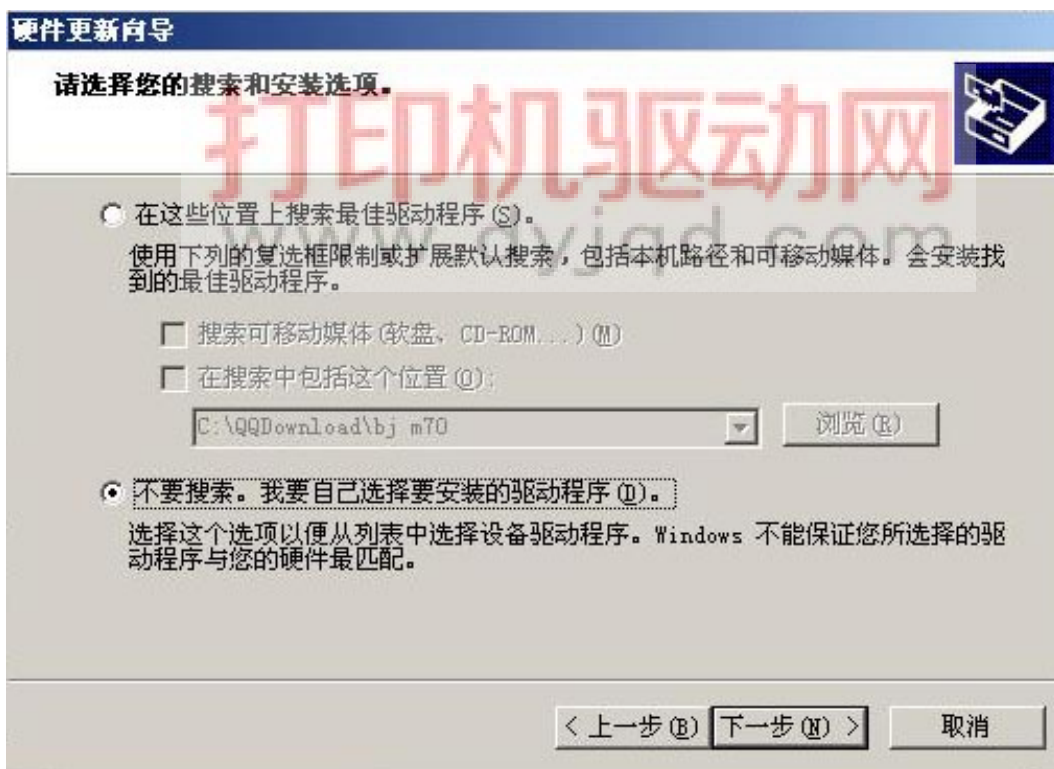 硬件更新向导
请选择您的搜索和安装选项。
打印机驱动网
www.dyjqd.com
在这些位置上搜索最佳驱动程序(S)。
使用下列的复选框限制或扩展默认搜索，包括本机路径和可移动媒体。会安装找
到的最佳驱动程序。
搜索可移动媒体(软盘、CD-ROM...)(M)
在搜索中包括这个位置(O):
C:\QQDownload\bj m70
浏览(R)
不要搜索。我要自己选择要安装的驱动程序(D)。
选择这个选项以便从列表中选择设备驱动程序。Windows 不能保证您所选择的驱
动程序与您的硬件最匹配。
< 上一步(B)
下一步(N) >
取消